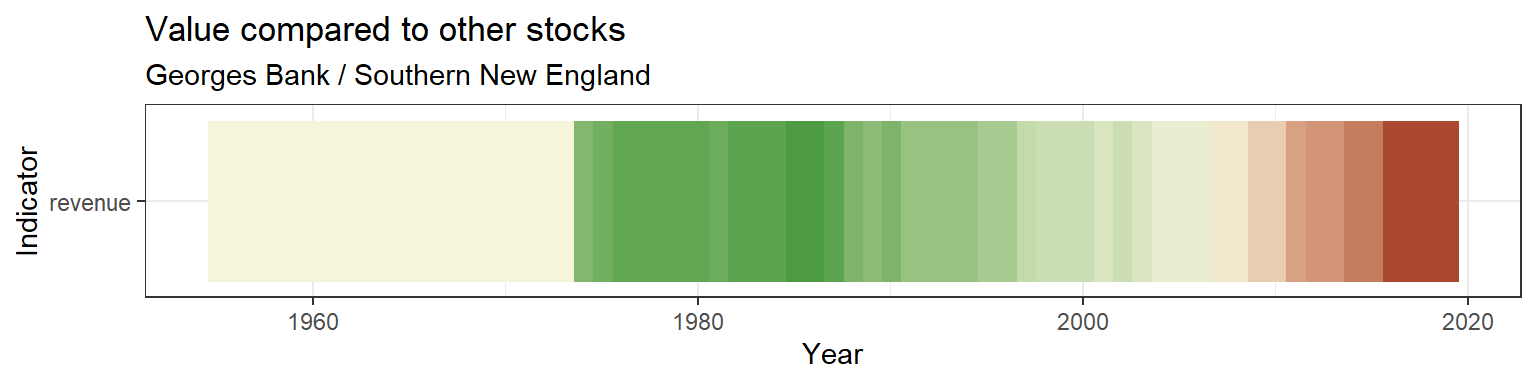 Value compared to other stocks
Georges Bank / Southern New England
Indicator
revenue
1960 1980 2000 2020
Year